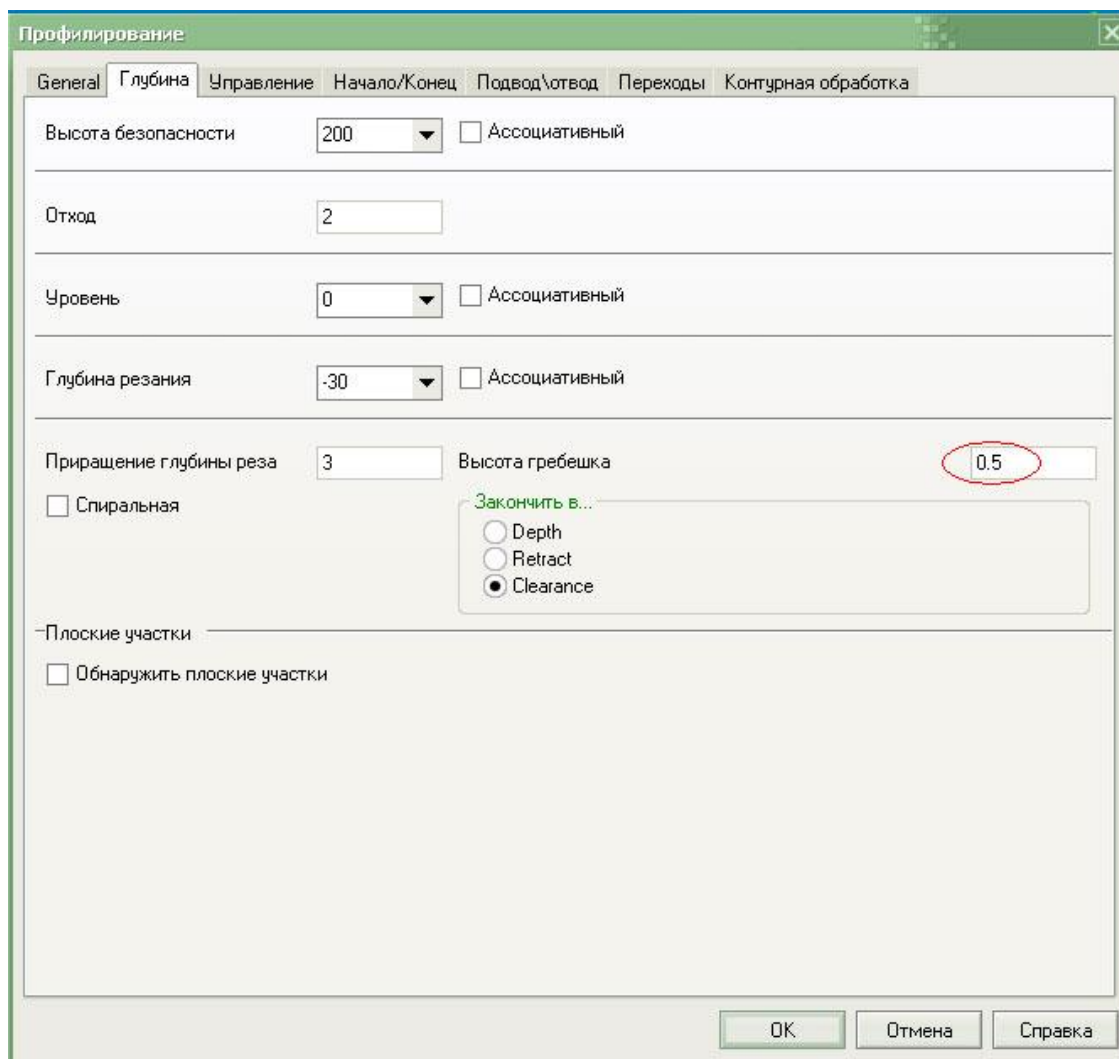 Профилирование
General Глубина Управление Начало/Конец Подвод\отвод Переходы Контурная обработка
Высота безопасности 200 Ассоциативный
Отход 2
Уровень 0 Ассоциативный
Глубина резания -30 Ассоциативный
Приращение глубины реза 3 Высота гребешка 0.5
Спиральная Закончить в...
Depth
Retract
Clearance
Плоские участки
Обнаружить плоские участки
OK Отмена Справка